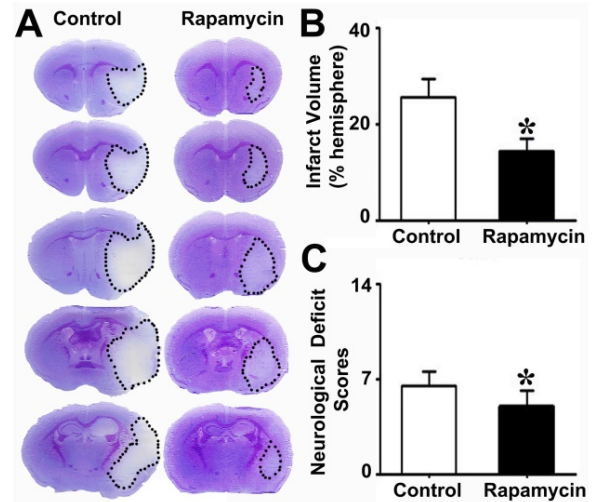 A
Control
Rapamycin
B
Infarct Volume
(% hemisphere)
40
20
0
*
Control
Rapamycin
C
Neurological Deficit
Scores
14
7
0
*
Control
Rapamycin